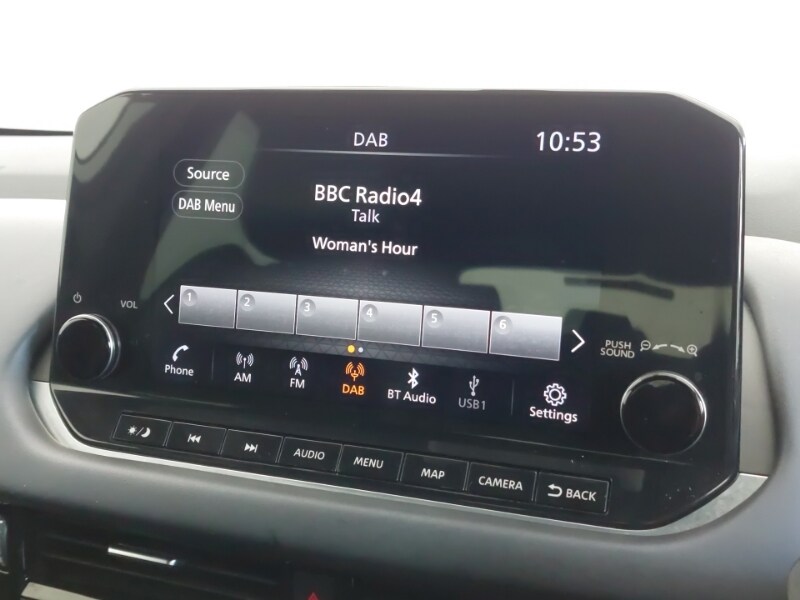 DAB
10:53
Source
DAB Menu
BBC Radio4
Talk
Woman's Hour
1 2 3 4 5 6
VOL
PUSH
SOUND
Phone
AM
FM
DAB
BT Audio
USB1
Settings
AUDIO
MENU
MAP
CAMERA
BACK